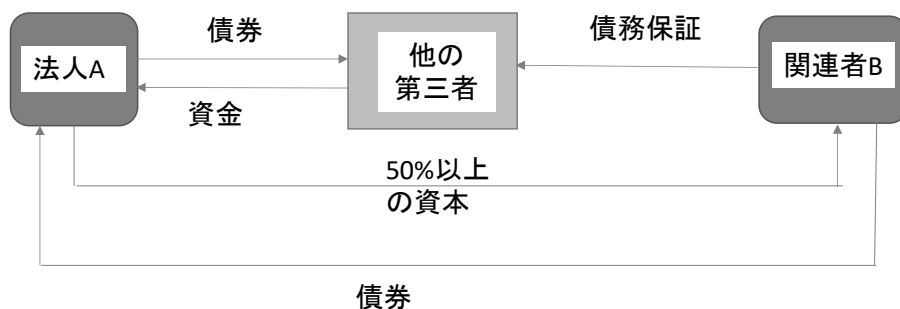 債券
債務保証
法人A
他の
第三者
関連者B
資金
50%以上
の資本
債券